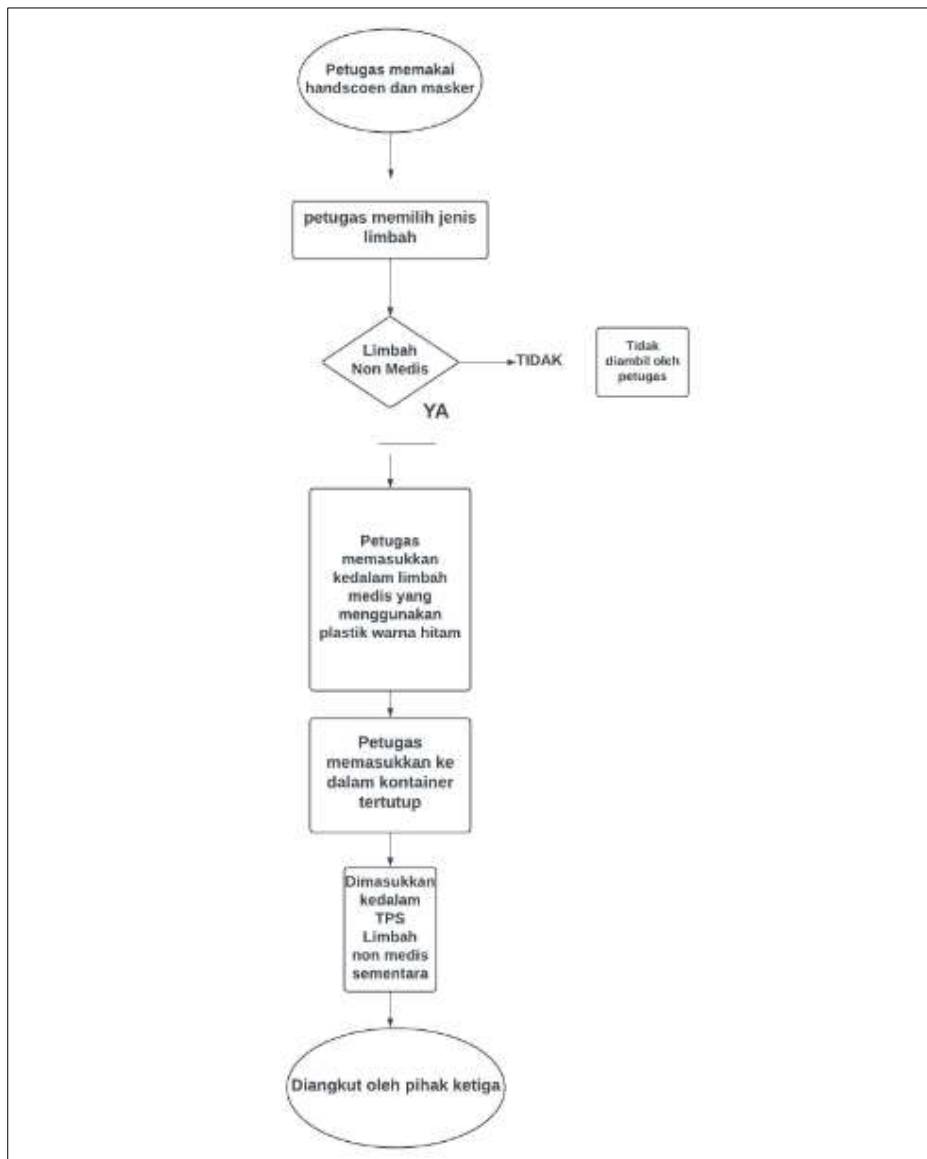 Petugas memakai
handscoen dan masker
petugas memilih jenis
limbah
Limbah
Non Medis
TIDAK
Tidak
diambil oleh
petugas
YA
Petugas
memasukkan
kedalam limbah
medis yang
menggunakan
plastik warna hitam
Petugas
memasukkan ke
dalam kontainer
tertutup
Dimasukkan
kedalam
TPS
Limbah
non medis
sementara
Diangkut oleh pihak ketiga